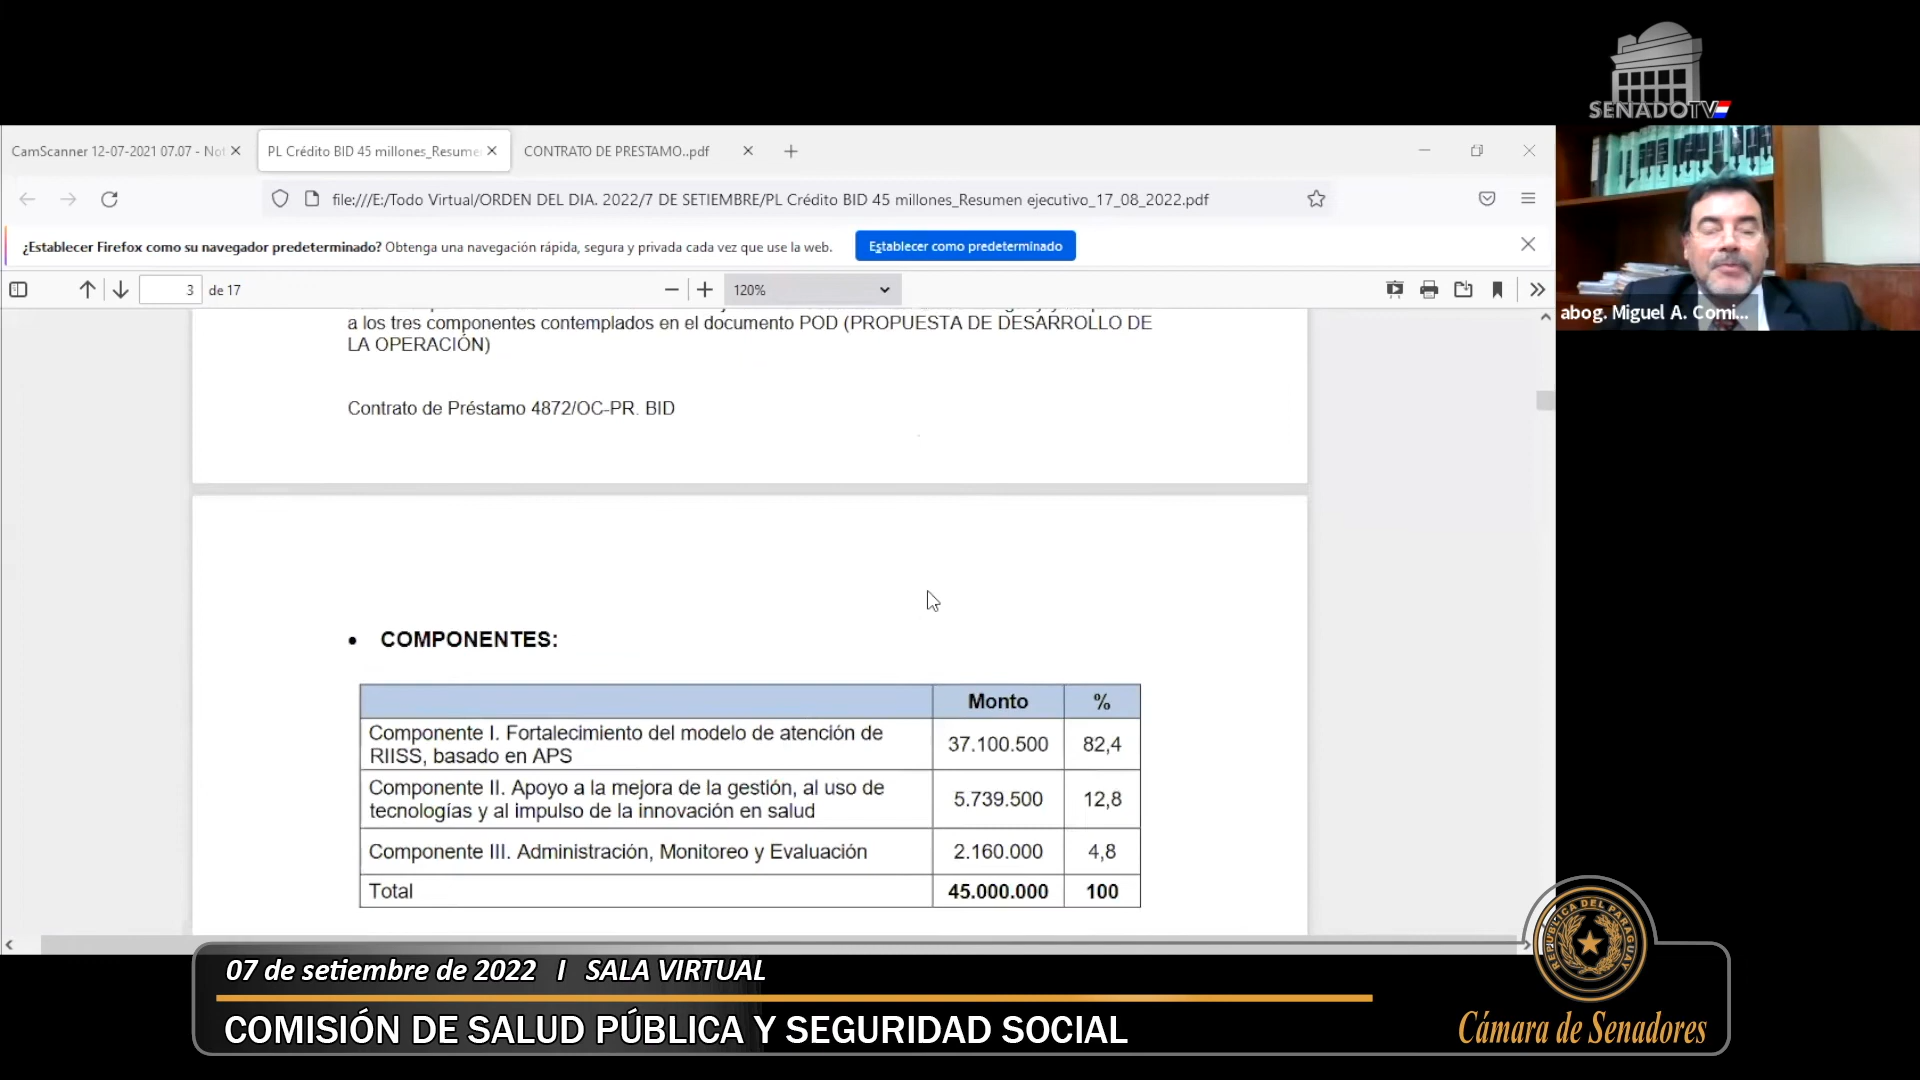 SENADOTV
CamScanner 12-07-2021 07.07 - Not
PL Crédito BID 45 millones_Resume
CONTRATO DE PRESTAMO..pdf
file:///E:/Todo Virtual/ORDEN DEL DIA. 2022/7 DE SETIEMBRE/PL Crédito BID 45 millones_Resumen ejecutivo_17_08_2022.pdf
¿Establecer Firefox como su navegador predeterminado? Obtenga una navegación rápida, segura y privada cada vez que use la web.
Establecer como predeterminado
3 de 17
120%
abog. Miguel A. Comi...
a los tres componentes contemplados en el documento POD (PROPUESTA DE DESARROLLO DE
LA OPERACIÓN)
Contrato de Préstamo 4872/OC-PR. BID
• COMPONENTES:
Monto %
Componente I. Fortalecimiento del modelo de atención de
RIISS, basado en APS
37.100.500 82,4
Componente II. Apoyo a la mejora de la gestión, al uso de
tecnologías y al impulso de la innovación en salud
5.739.500 12,8
Componente III. Administración, Monitoreo y Evaluación 2.160.000 4,8
Total 45.000.000 100
07 de setiembre de 2022 I SALA VIRTUAL
COMISIÓN DE SALUD PÚBLICA Y SEGURIDAD SOCIAL
REPUBLICA DEL PARAGUAY
Cámara de Senadores